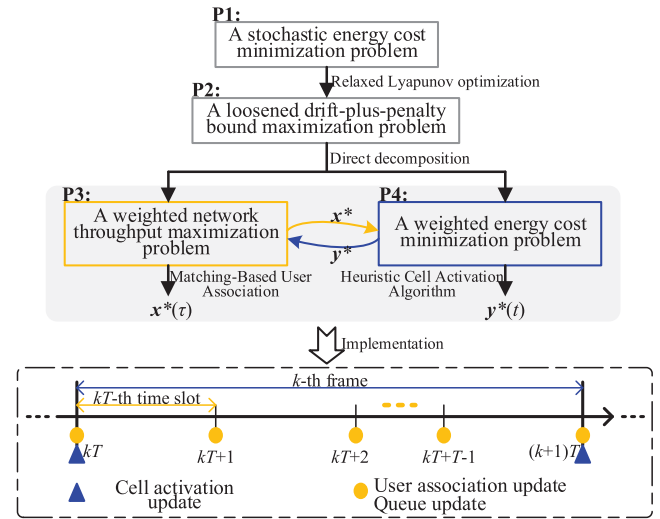 P1:
A stochastic energy cost
minimization problem
Relaxed Lyapunov optimization
P2:
A loosened drift-plus-penalty
bound maximization problem
Direct decomposition
P3:
A weighted network
throughput maximization
problem
x*
y*
P4:
A weighted energy cost
minimization problem
Matching-Based User
Association
Heuristic Cell Activation
Algorithm
x*(τ)
y*(t)
Implementation
k-th frame
kT-th time slot
kT
kT+1
kT+2
kT+T-1
(k+1)T
Cell activation
update
User association update
Queue update